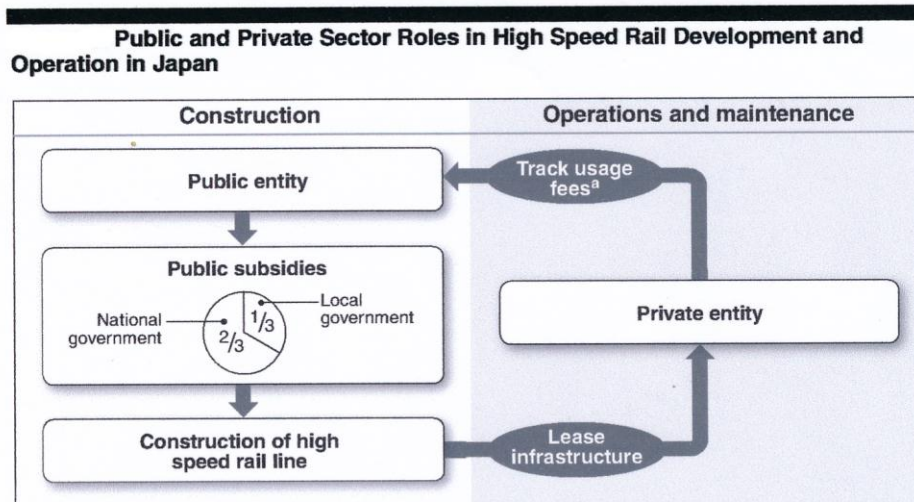 Public and Private Sector Roles in High Speed Rail Development and
Operation in Japan
Construction
Operations and maintenance
Public entity
Track usage
feesᵃ
Public subsidies
National
government
2/3
1/3
Local
government
Private entity
Construction of high
speed rail line
Lease
infrastructure